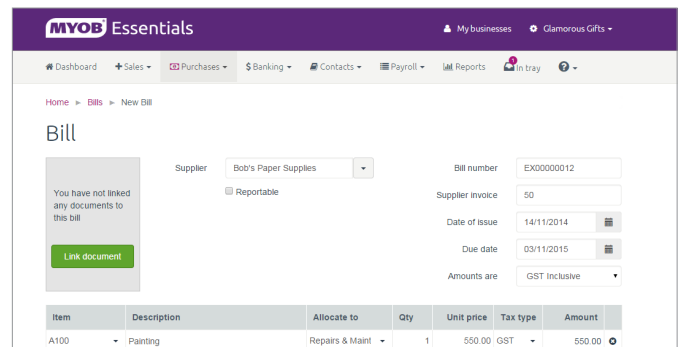 MYOB Essentials My businesses Glamorous Gifts
Dashboard Sales Purchases $ Banking Contacts Payroll Reports 1 In tray ?
Home Bills New Bill
Bill
Supplier Bob's Paper Supplies Bill number EX00000012
You have not linked any documents to this bill
Reportable Supplier invoice 50
Date of issue 14/11/2014
Link document
Due date 03/11/2015
Amounts are GST Inclusive
Item Description Allocate to Qty Unit price Tax type Amount
A100 Painting Repairs & Maint 1 550.00 GST 550.00